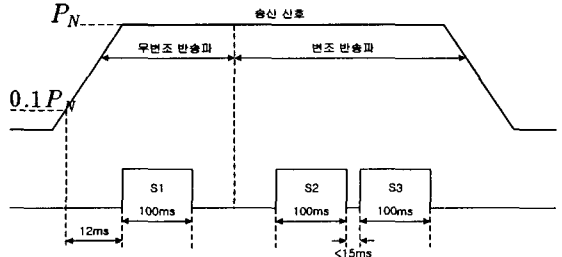 P_N
송신 신호
무변조 반송파
변조 반송파
0.1P_N
S1
S2
S3
100ms
100ms
100ms
12ms
<15ms